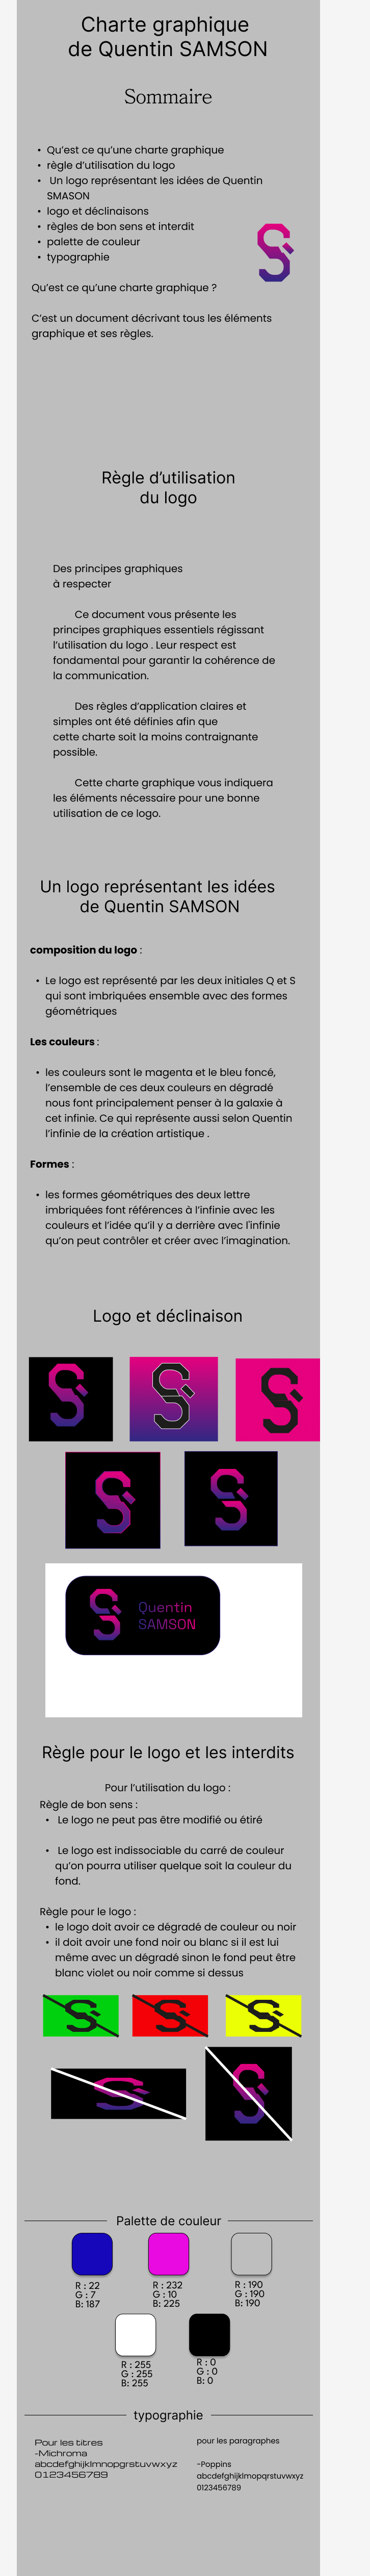 Charte graphique
de Quentin SAMSON
Sommaire
• Qu’est ce qu’une charte graphique
• règle d’utilisation du logo
• Un logo représentant les idées de Quentin
SMASON
• logo et déclinaisons
• règles de bon sens et interdit
• palette de couleur
• typographie
Qu’est ce qu’une charte graphique ?
C’est un document décrivant tous les éléments
graphique et ses règles.
Règle d’utilisation
du logo
Des principes graphiques
à respecter
Ce document vous présente les
principes graphiques essentiels régissant
l’utilisation du logo . Leur respect est
fondamental pour garantir la cohérence de
la communication.
Des règles d’application claires et
simples ont été définies afin que
cette charte soit la moins contraignante
possible.
Cette charte graphique vous indiquera
les éléments nécessaire pour une bonne
utilisation de ce logo.
Un logo représentant les idées
de Quentin SAMSON
composition du logo :
• Le logo est représenté par les deux initiales Q et S
qui sont imbriquées ensemble avec des formes
géométriques
Les couleurs :
• les couleurs sont le magenta et le bleu foncé,
l’ensemble de ces deux couleurs en dégradé
nous font principalement penser à la galaxie à
cet infinie. Ce qui représente aussi selon Quentin
l’infinie de la création artistique .
Formes :
• les formes géométriques des deux lettre
imbriquées font références à l’infinie avec les
couleurs et l’idée qu’il y a derrière avec l'infinie
qu’on peut contrôler et créer avec l’imagination.
Logo et déclinaison
Quentin
SAMSON
Règle pour le logo et les interdits
Pour l’utilisation du logo :
Règle de bon sens :
• Le logo ne peut pas être modifié ou étiré
• Le logo est indissociable du carré de couleur
qu’on pourra utiliser quelque soit la couleur du
fond.
Règle pour le logo :
• le logo doit avoir ce dégradé de couleur ou noir
• il doit avoir une fond noir ou blanc si il est lui
même avec un dégradé sinon le fond peut être
blanc violet ou noir comme si dessus
Palette de couleur
R : 22
G : 7
B: 187
R : 232
G : 10
B: 225
R : 190
G : 190
B: 190
R : 255
G : 255
B: 255
R : 0
G : 0
B: 0
typographie
Pour les titres
-Michroma
abcdefghijklmnopqrstuvwxyz
0123456789
pour les paragraphes
-Poppins
abcdefghijklmopqrstuvwxyz
0123456789